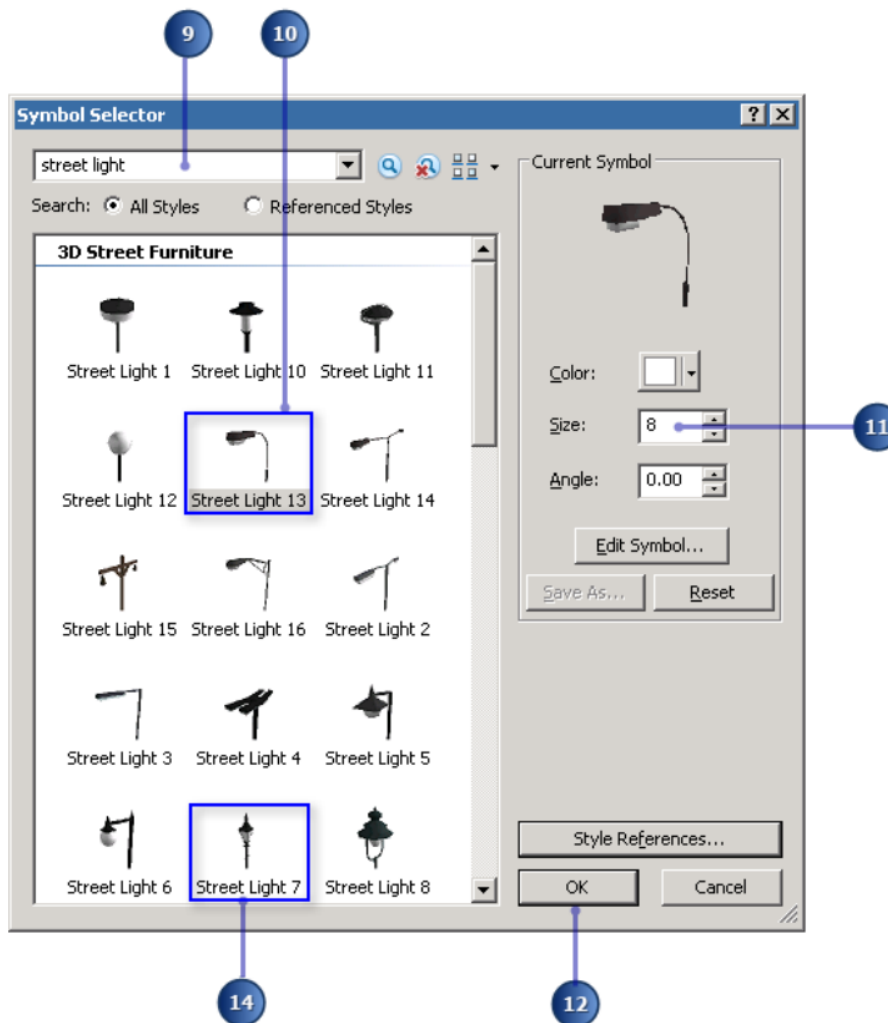 9 10
Symbol Selector ?
street light
Search: All Styles Referenced Styles
3D Street Furniture
Street Light 1 Street Light 10 Street Light 11
Street Light 12 Street Light 13 Street Light 14
Street Light 15 Street Light 16 Street Light 2
Street Light 3 Street Light 4 Street Light 5
Street Light 6 Street Light 7 Street Light 8
Current Symbol
Color:
Size: 8
11
Angle: 0.00
Edit Symbol...
Save As... Reset
Style References...
OK Cancel
14 12